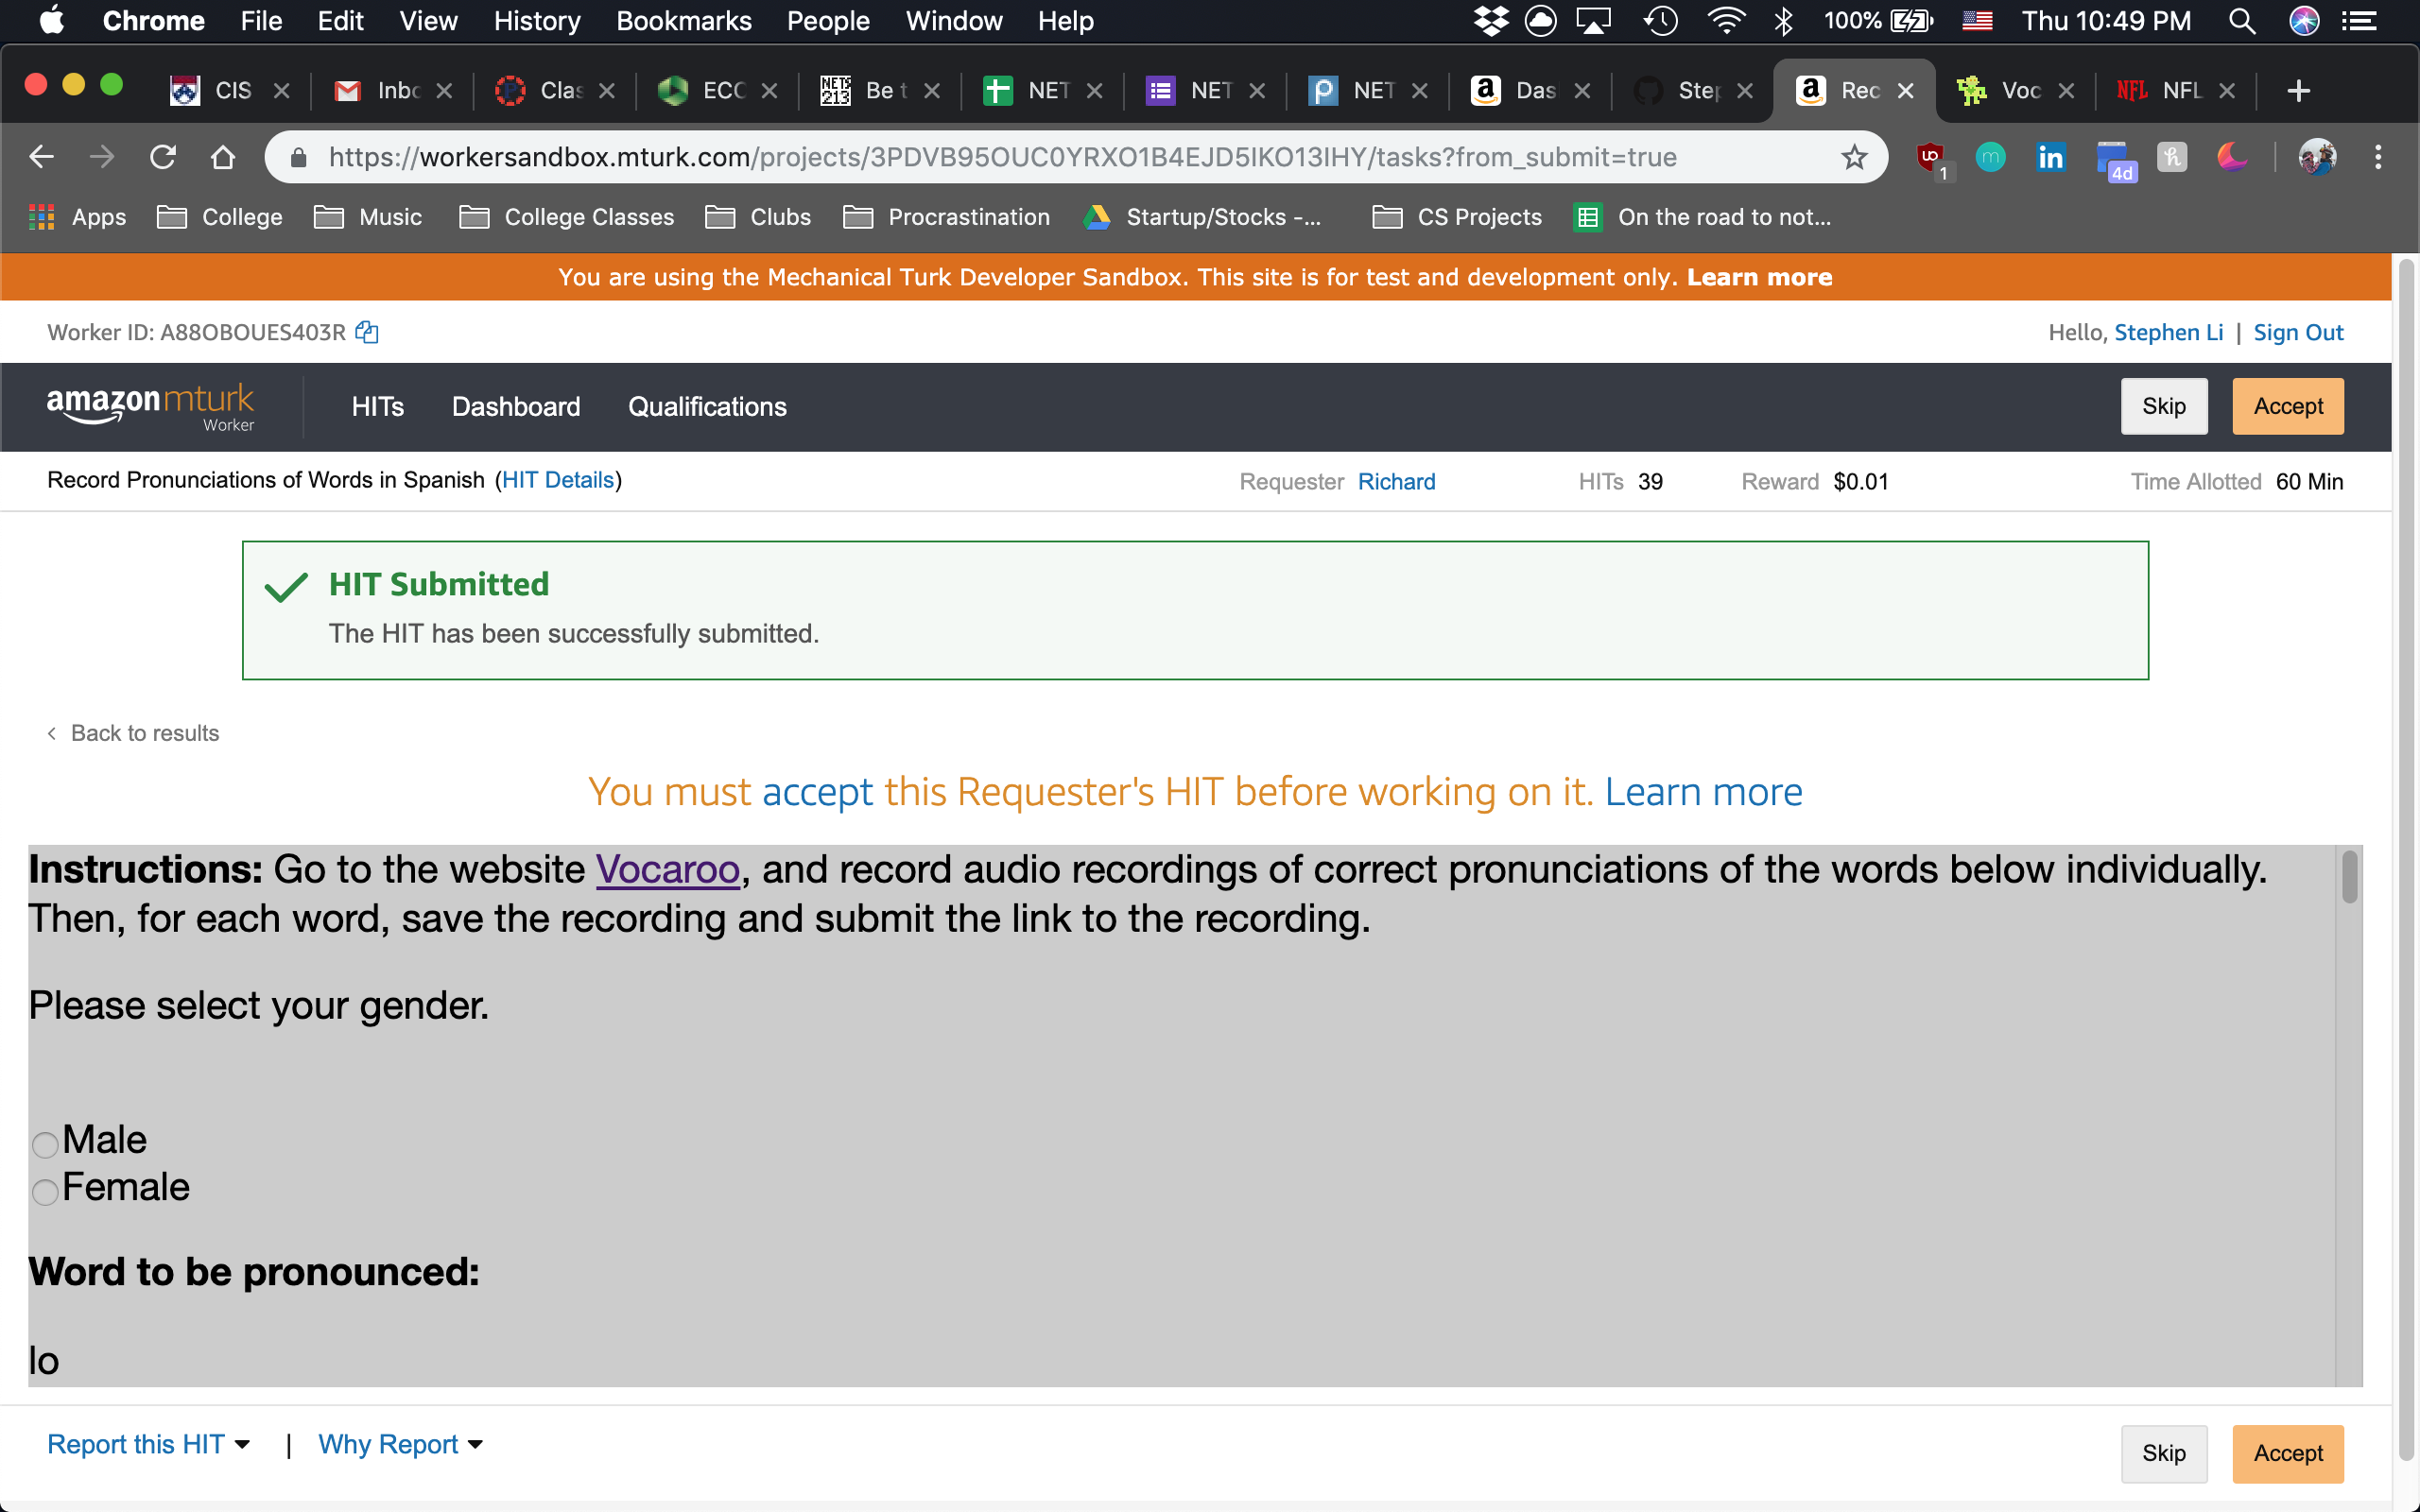 Chrome File Edit View History Bookmarks People Window Help 100% Thu 10:49 PM
CIS Inbc Clas ECC NETS 213 Be t NET NET NET Das Step Rec Voc NFL NFL
https://workersandbox.mturk.com/projects/3PDVB95OUC0YRXO1B4EJD5IKO13IHY/tasks?from_submit=true 1 4d
Apps College Music College Classes Clubs Procrastination Startup/Stocks -... CS Projects On the road to not...
You are using the Mechanical Turk Developer Sandbox. This site is for test and development only. Learn more
Worker ID: A88OBOUES403R Hello, Stephen Li | Sign Out
amazon mturk
Worker
HITs Dashboard Qualifications Skip Accept
Record Pronunciations of Words in Spanish (HIT Details) Requester Richard HITs 39 Reward $0.01 Time Allotted 60 Min
HIT Submitted
The HIT has been successfully submitted.
Back to results
You must accept this Requester's HIT before working on it. Learn more
Instructions: Go to the website Vocaroo, and record audio recordings of correct pronunciations of the words below individually.
Then, for each word, save the recording and submit the link to the recording.
Please select your gender.
Male
Female
Word to be pronounced:
lo
Report this HIT | Why Report Skip Accept